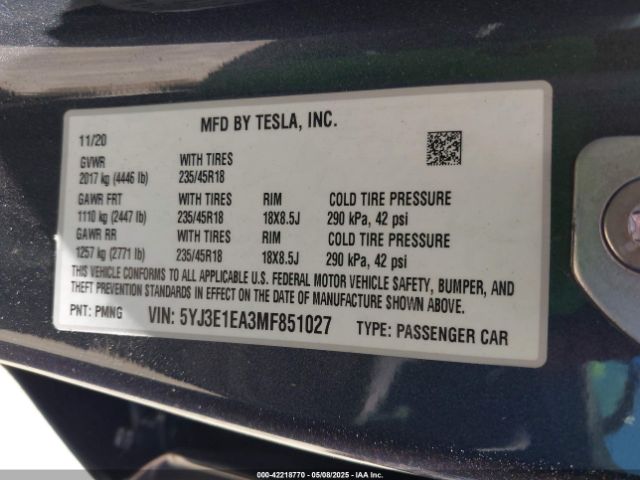 MFD BY TESLA, INC.
11/20
GVWR WITH TIRES
2017 kg (4446 lb) 235/45R18
GAWR FRT WITH TIRES RIM COLD TIRE PRESSURE
1110 kg (2447 lb) 235/45R18 18X8.5J 290 kPa, 42 psi
GAWR RR WITH TIRES RIM COLD TIRE PRESSURE
1257 kg (2771 lb) 235/45R18 18X8.5J 290 kPa, 42 psi
THIS VEHICLE CONFORMS TO ALL APPLICABLE U.S. FEDERAL MOTOR VEHICLE SAFETY, BUMPER, AND
THEFT PREVENTION STANDARDS IN EFFECT ON THE DATE OF MANUFACTURE SHOWN ABOVE.
PNT: PMNG VIN: 5YJ3E1EA3MF851027 TYPE: PASSENGER CAR
000-42218770 - 05/08/2025 - IAAC, Inc.